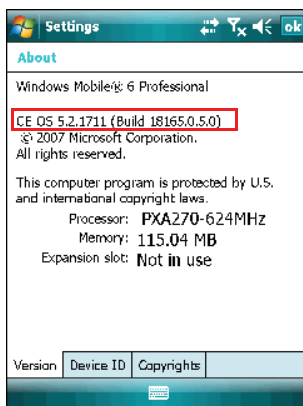 Settings
ok
About
Windows Mobile® 6 Professional
CE OS 5.2.1711 (Build 18165.0.5.0)
© 2007 Microsoft Corporation.
All rights reserved.
This computer program is protected by U.S.
and international copyright laws.
Processor: PXA270-624MHz
Memory: 115.04 MB
Expansion slot: Not in use
Version Device ID Copyrights